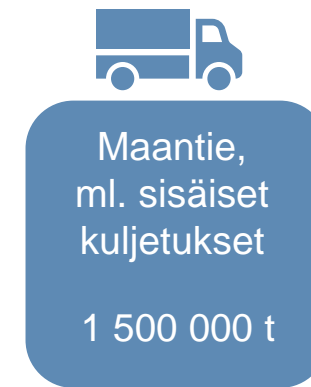 Maantie,
ml. sisäiset
kuljetukset
1 500 000 t